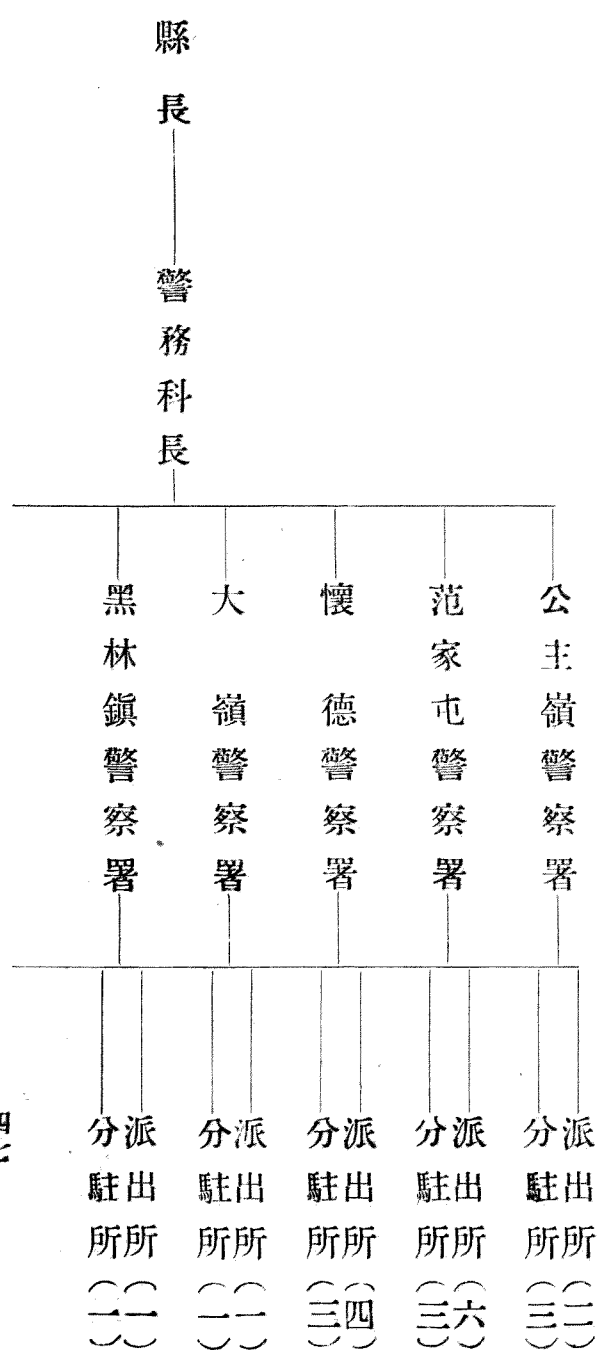 縣長
警務科長
公主嶺警察署
范家屯警察署
懷德警察署
大嶺警察署
黑林鎭警察署
派出所(二)
分駐所(三)
派出所(六)
分駐所(三)
派出所(四)
分駐所(三)
派出所(一)
分駐所(一)
派出所(一)
分駐所(一)